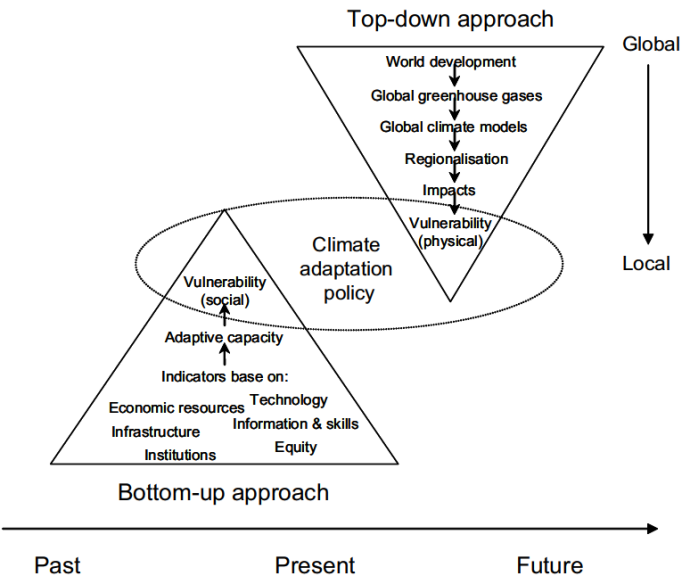 Top-down approach
Global
World development
Global greenhouse gases
Global climate models
Regionalisation
Impacts
Vulnerability
(physical)
Local
Climate
adaptation
policy
Vulnerability
(social)
Adaptive capacity
Indicators base on:
Economic resources
Technology
Infrastructure
Information & skills
Institutions
Equity
Bottom-up approach
Past
Present
Future